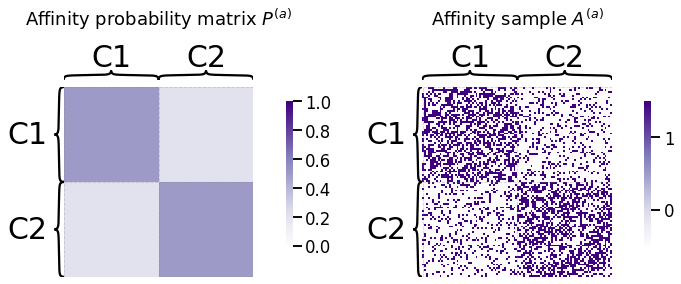 Affinity probability matrix P^(a)
C1 C2
C1
C2
1.0
0.8
0.6
0.4
0.2
0.0
Affinity sample A^(a)
C1 C2
C1
C2
1
0